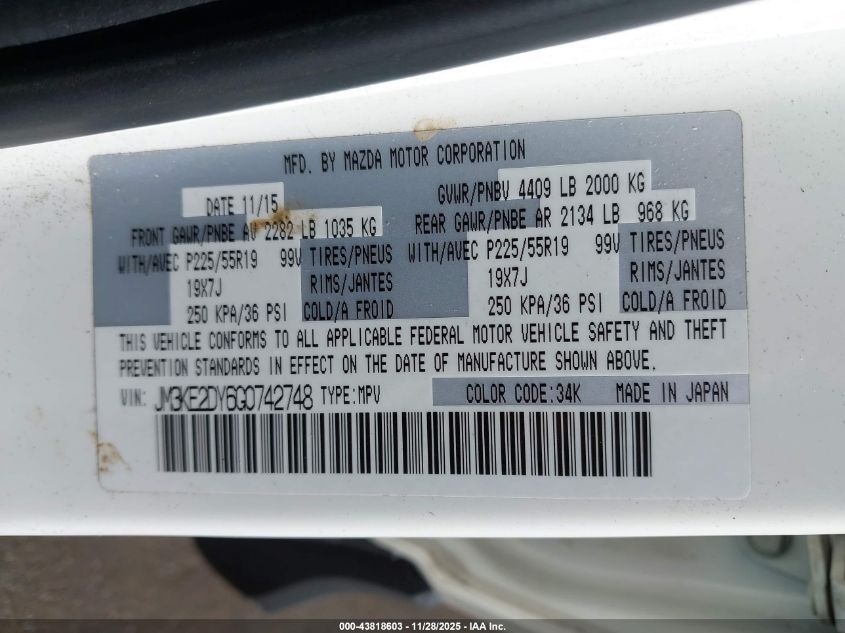 MFD. BY MAZDA MOTOR CORPORATION
DATE 11/15 GVWR/PNBV 4409 LB 2000 KG
FRONT GAWR/PNBE AV 2282 LB 1035 KG REAR GAWR/PNBE AR 2134 LB 968 KG
WITH/AVEC P225/55R19 99V TIRES/PNEUS WITH/AVEC P225/55R19 99V TIRES/PNEUS
19X7J RIMS/JANTES 19X7J RIMS/JANTES
250 KPA/36 PSI COLD/A FROID 250 KPA/36 PSI COLD/A FROID
THIS VEHICLE CONFORMS TO ALL APPLICABLE FEDERAL MOTOR VEHICLE SAFETY AND THEFT
PREVENTION STANDARDS IN EFFECT ON THE DATE OF MANUFACTURE SHOWN ABOVE.
VIN: JM3KE2DY6G0742748 TYPE:MPV COLOR CODE:34K MADE IN JAPAN
000-43818603 - 11/28/2025 - IAA Inc.